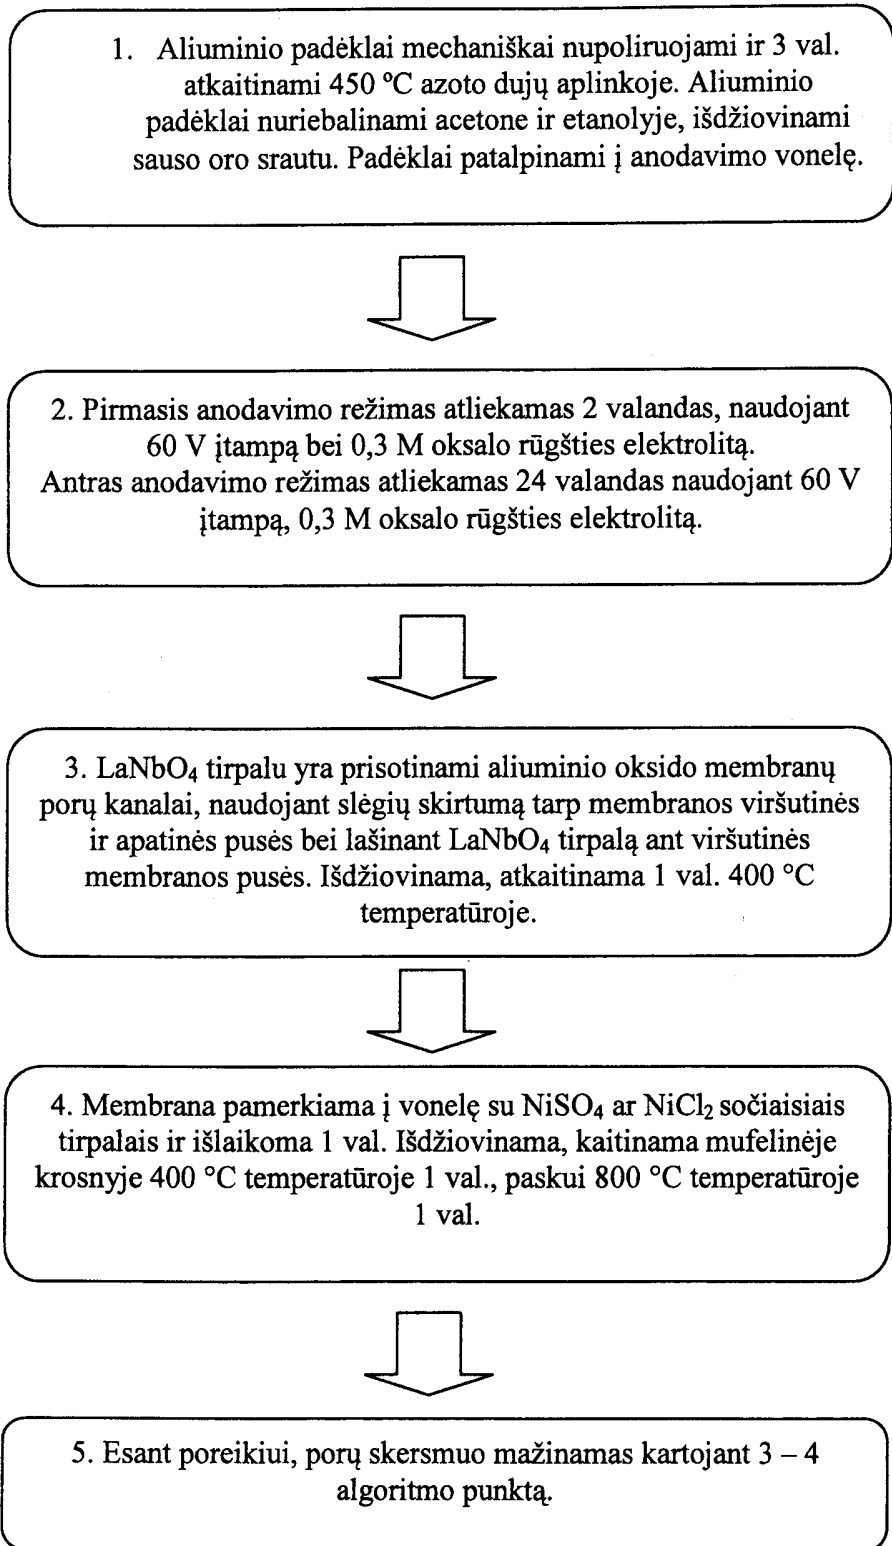 1. Aliuminio padėklai mechaniškai nupoliruojami ir 3 val.
atkaitinami 450 ºC azoto dujų aplinkoje. Aliuminio
padėklai nuriebalinami acetone ir etanolyje, išdžiovinami
sauso oro srautu. Padėklai patalpinami į anodavimo vonelę.
2. Pirmasis anodavimo režimas atliekamas 2 valandas, naudojant
60 V įtampą bei 0,3 M oksalo rūgšties elektrolitą.
Antras anodavimo režimas atliekamas 24 valandas naudojant 60 V
įtampą, 0,3 M oksalo rūgšties elektrolitą.
3. LaNbO₄ tirpalu yra prisotinami aliuminio oksido membranų
porų kanalai, naudojant slėgių skirtumą tarp membranos viršutinės
ir apatinės pusės bei lašinant LaNbO₄ tirpalą ant viršutinės
membranos pusės. Išdžiovinama, atkaitinama 1 val. 400 °C
temperatūroje.
4. Membrana pamerkiama į vonelę su NiSO₄ ar NiCl₂ sočiaisiais
tirpalais ir išlaikoma 1 val. Išdžiovinama, kaitinama mufelinėje
krosnyje 400 °C temperatūroje 1 val., paskui 800 °C temperatūroje
1 val.
5. Esant poreikiui, porų skersmuo mažinamas kartojant 3 – 4
algoritmo punktą.